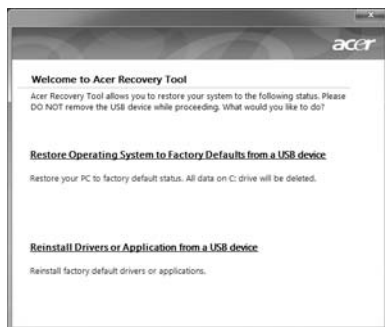 acer
Welcome to Acer Recovery Tool
Acer Recovery Tool allows you to restore your system to the following status. Please
DO NOT remove the USB device while proceeding. What would you like to do?
Restore Operating System to Factory Defaults from a USB device
Restore your PC to factory default status. All data on C: drive will be deleted.
Reinstall Drivers or Application from a USB device
Reinstall factory default drivers or applications.